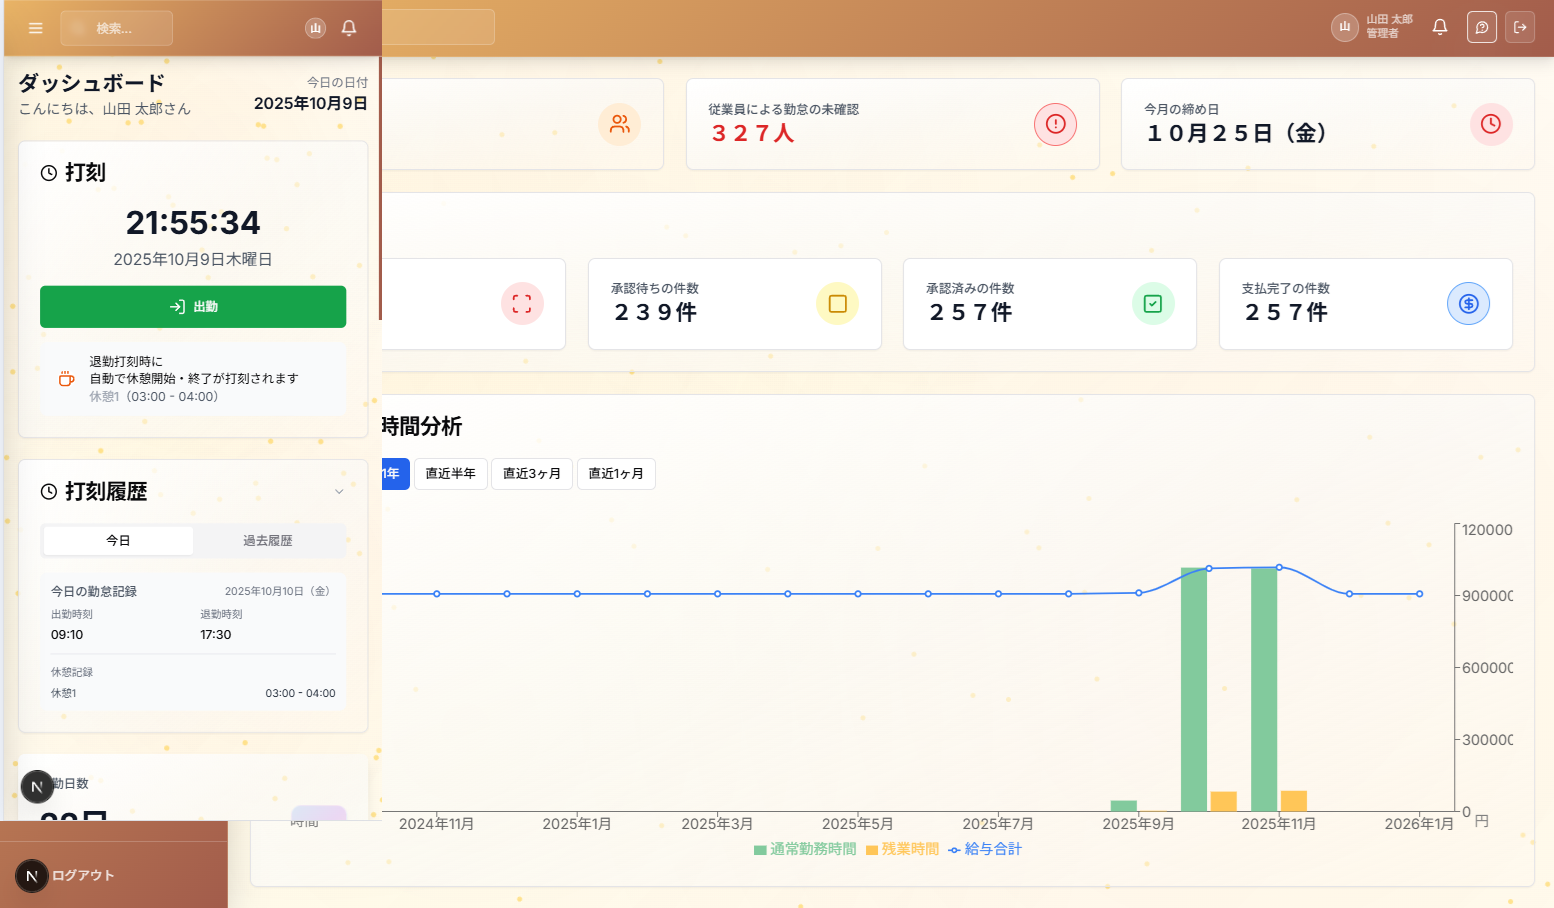 検索...
山
ダッシュボード
こんにちは、山田 太郎さん
今日の日付
2025年10月9日
打刻
21:55:34
2025年10月9日木曜日
出勤
退勤打刻時に
自動で休憩開始・終了が打刻されます
休憩1（03:00 - 04:00）
打刻履歴
今日
過去履歴
今日の勤怠記録
2025年10月10日（金）
出勤時刻
退勤時刻
09:10
17:30
休憩記録
休憩1
03:00 - 04:00
勤日数
N
時間
N
ログアウト
山
山田 太郎
管理者
従業員による勤怠の未確認
３２７人
今月の締め日
１０月２５日（金）
承認待ちの件数
２３９件
承認済みの件数
２５７件
支払完了の件数
２５７件
時間分析
1年
直近半年
直近3ヶ月
直近1ヶ月
120000
900000
600000
300000
0
円
2024年11月
2025年1月
2025年3月
2025年5月
2025年7月
2025年9月
2025年11月
2026年1月
通常勤務時間
残業時間
給与合計